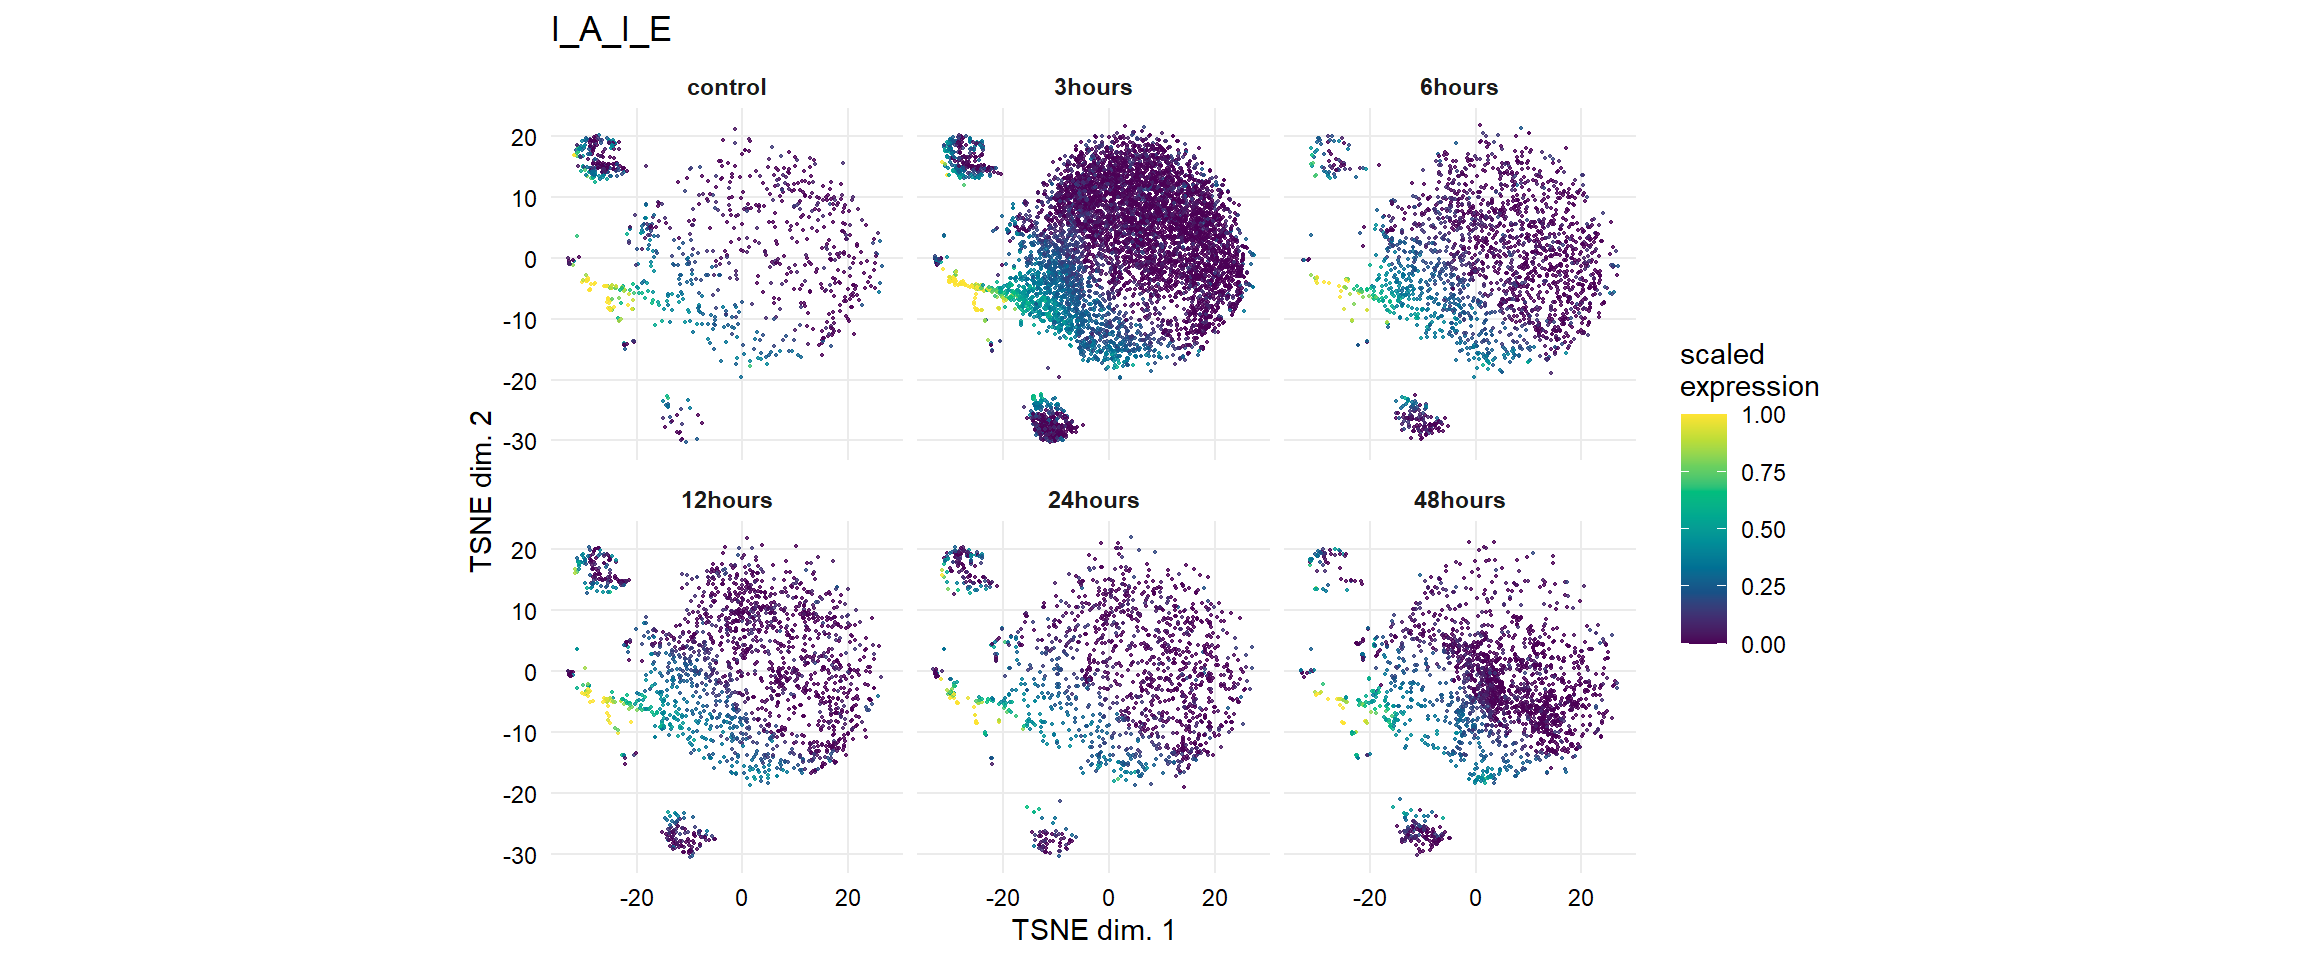 I_A_I_E
control
3hours
6hours
20
10
0
-10
-20
-30
12hours
24hours
48hours
20
10
0
-10
-20
-30
-20 0 20
-20 0 20
-20 0 20
TSNE dim. 1
TSNE dim. 2
scaled
expression
1.00
0.75
0.50
0.25
0.00